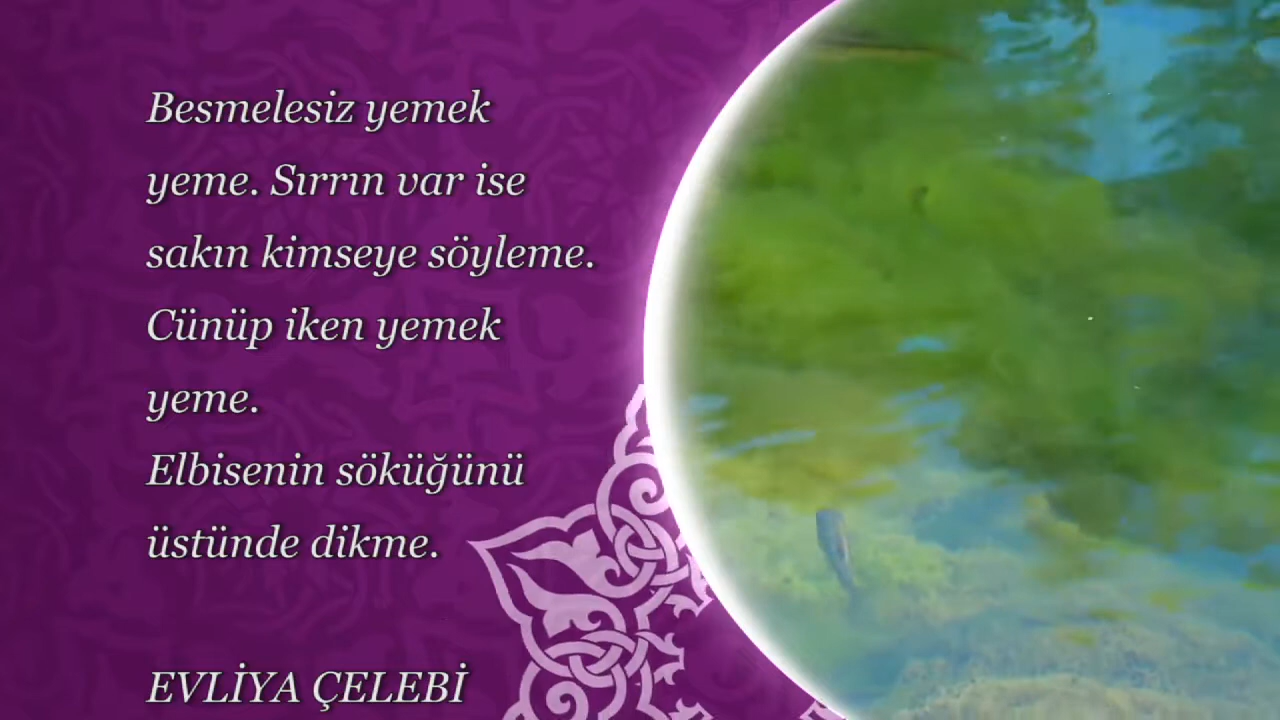 Besmelesiz yemek
yeme. Sırrın var ise
sakın kimseye söyleme.
Cünüp iken yemek
yeme.
Elbisenin söküğünü
üstünde dikme.
EVLİYA ÇELEBİ